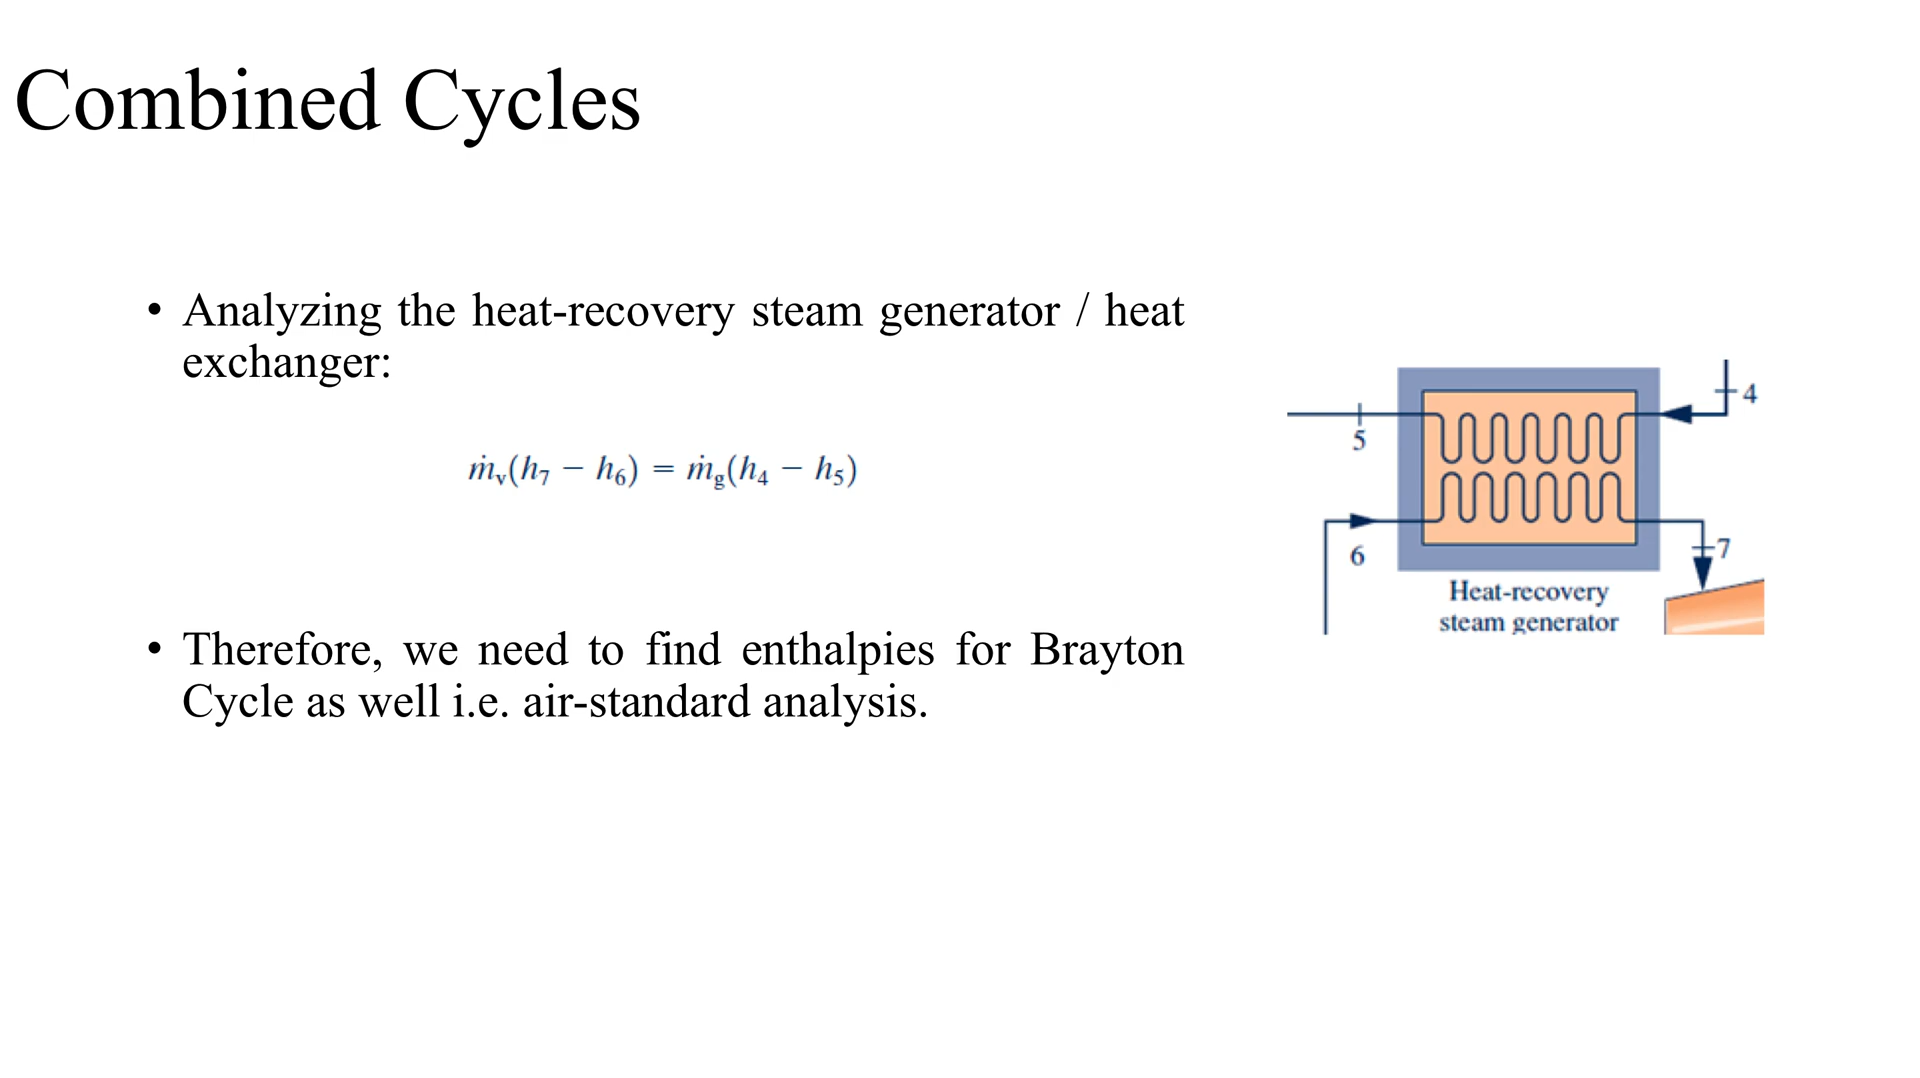 Combined Cycles
• Analyzing the heat-recovery steam generator / heat
exchanger:
ṁᵥ(h₇ − h₆) = ṁg(h₄ − h₅)
4
5
6
7
Heat-recovery
steam generator
• Therefore, we need to find enthalpies for Brayton
Cycle as well i.e. air-standard analysis.